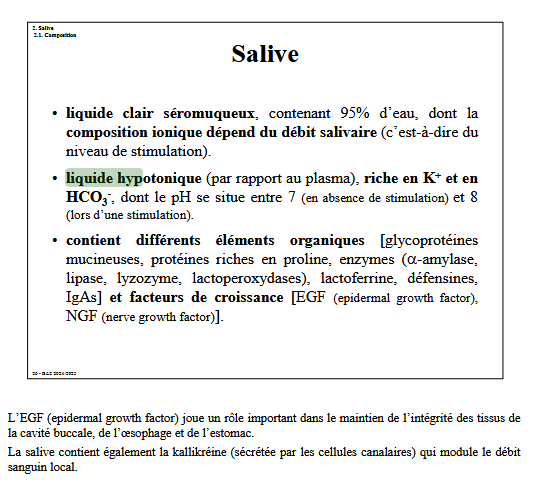 2. Salive
2.1. Composition
Salive
• liquide clair séromuqueux, contenant 95% d’eau, dont la
composition ionique dépend du débit salivaire (c’est-à-dire du
niveau de stimulation).
• liquide hypotonique (par rapport au plasma), riche en K⁺ et en
HCO₃⁻, dont le pH se situe entre 7 (en absence de stimulation) et 8
(lors d’une stimulation).
• contient différents éléments organiques [glycoprotéines
mucineuses, protéines riches en proline, enzymes (α-amylase,
lipase, lyzozyme, lactoperoxydases), lactoferrine, défensines,
IgAs] et facteurs de croissance [EGF (epidermal growth factor),
NGF (nerve growth factor)].
L’EGF (epidermal growth factor) joue un rôle important dans le maintien de l’intégrité des tissus de
la cavité buccale, de l’œsophage et de l’estomac.
La salive contient également la kallikréine (sécrétée par les cellules canalaires) qui module le débit
sanguin local.